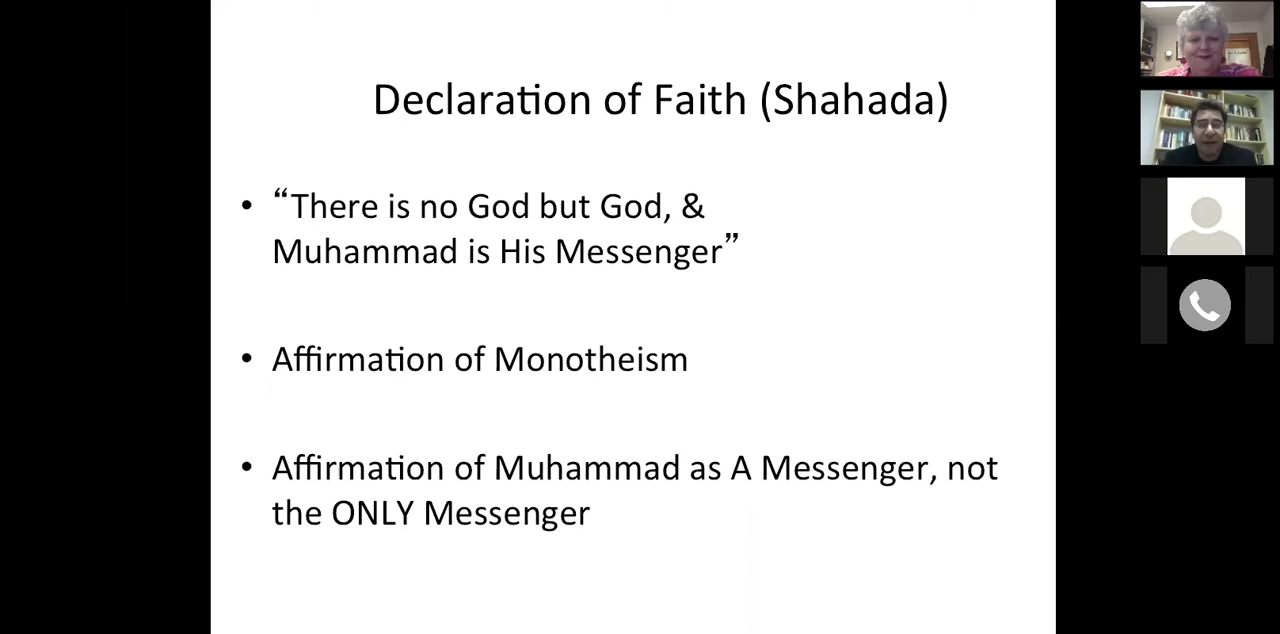 Declaration of Faith (Shahada)
• “There is no God but God, &
Muhammad is His Messenger”
• Affirmation of Monotheism
• Affirmation of Muhammad as A Messenger, not
the ONLY Messenger